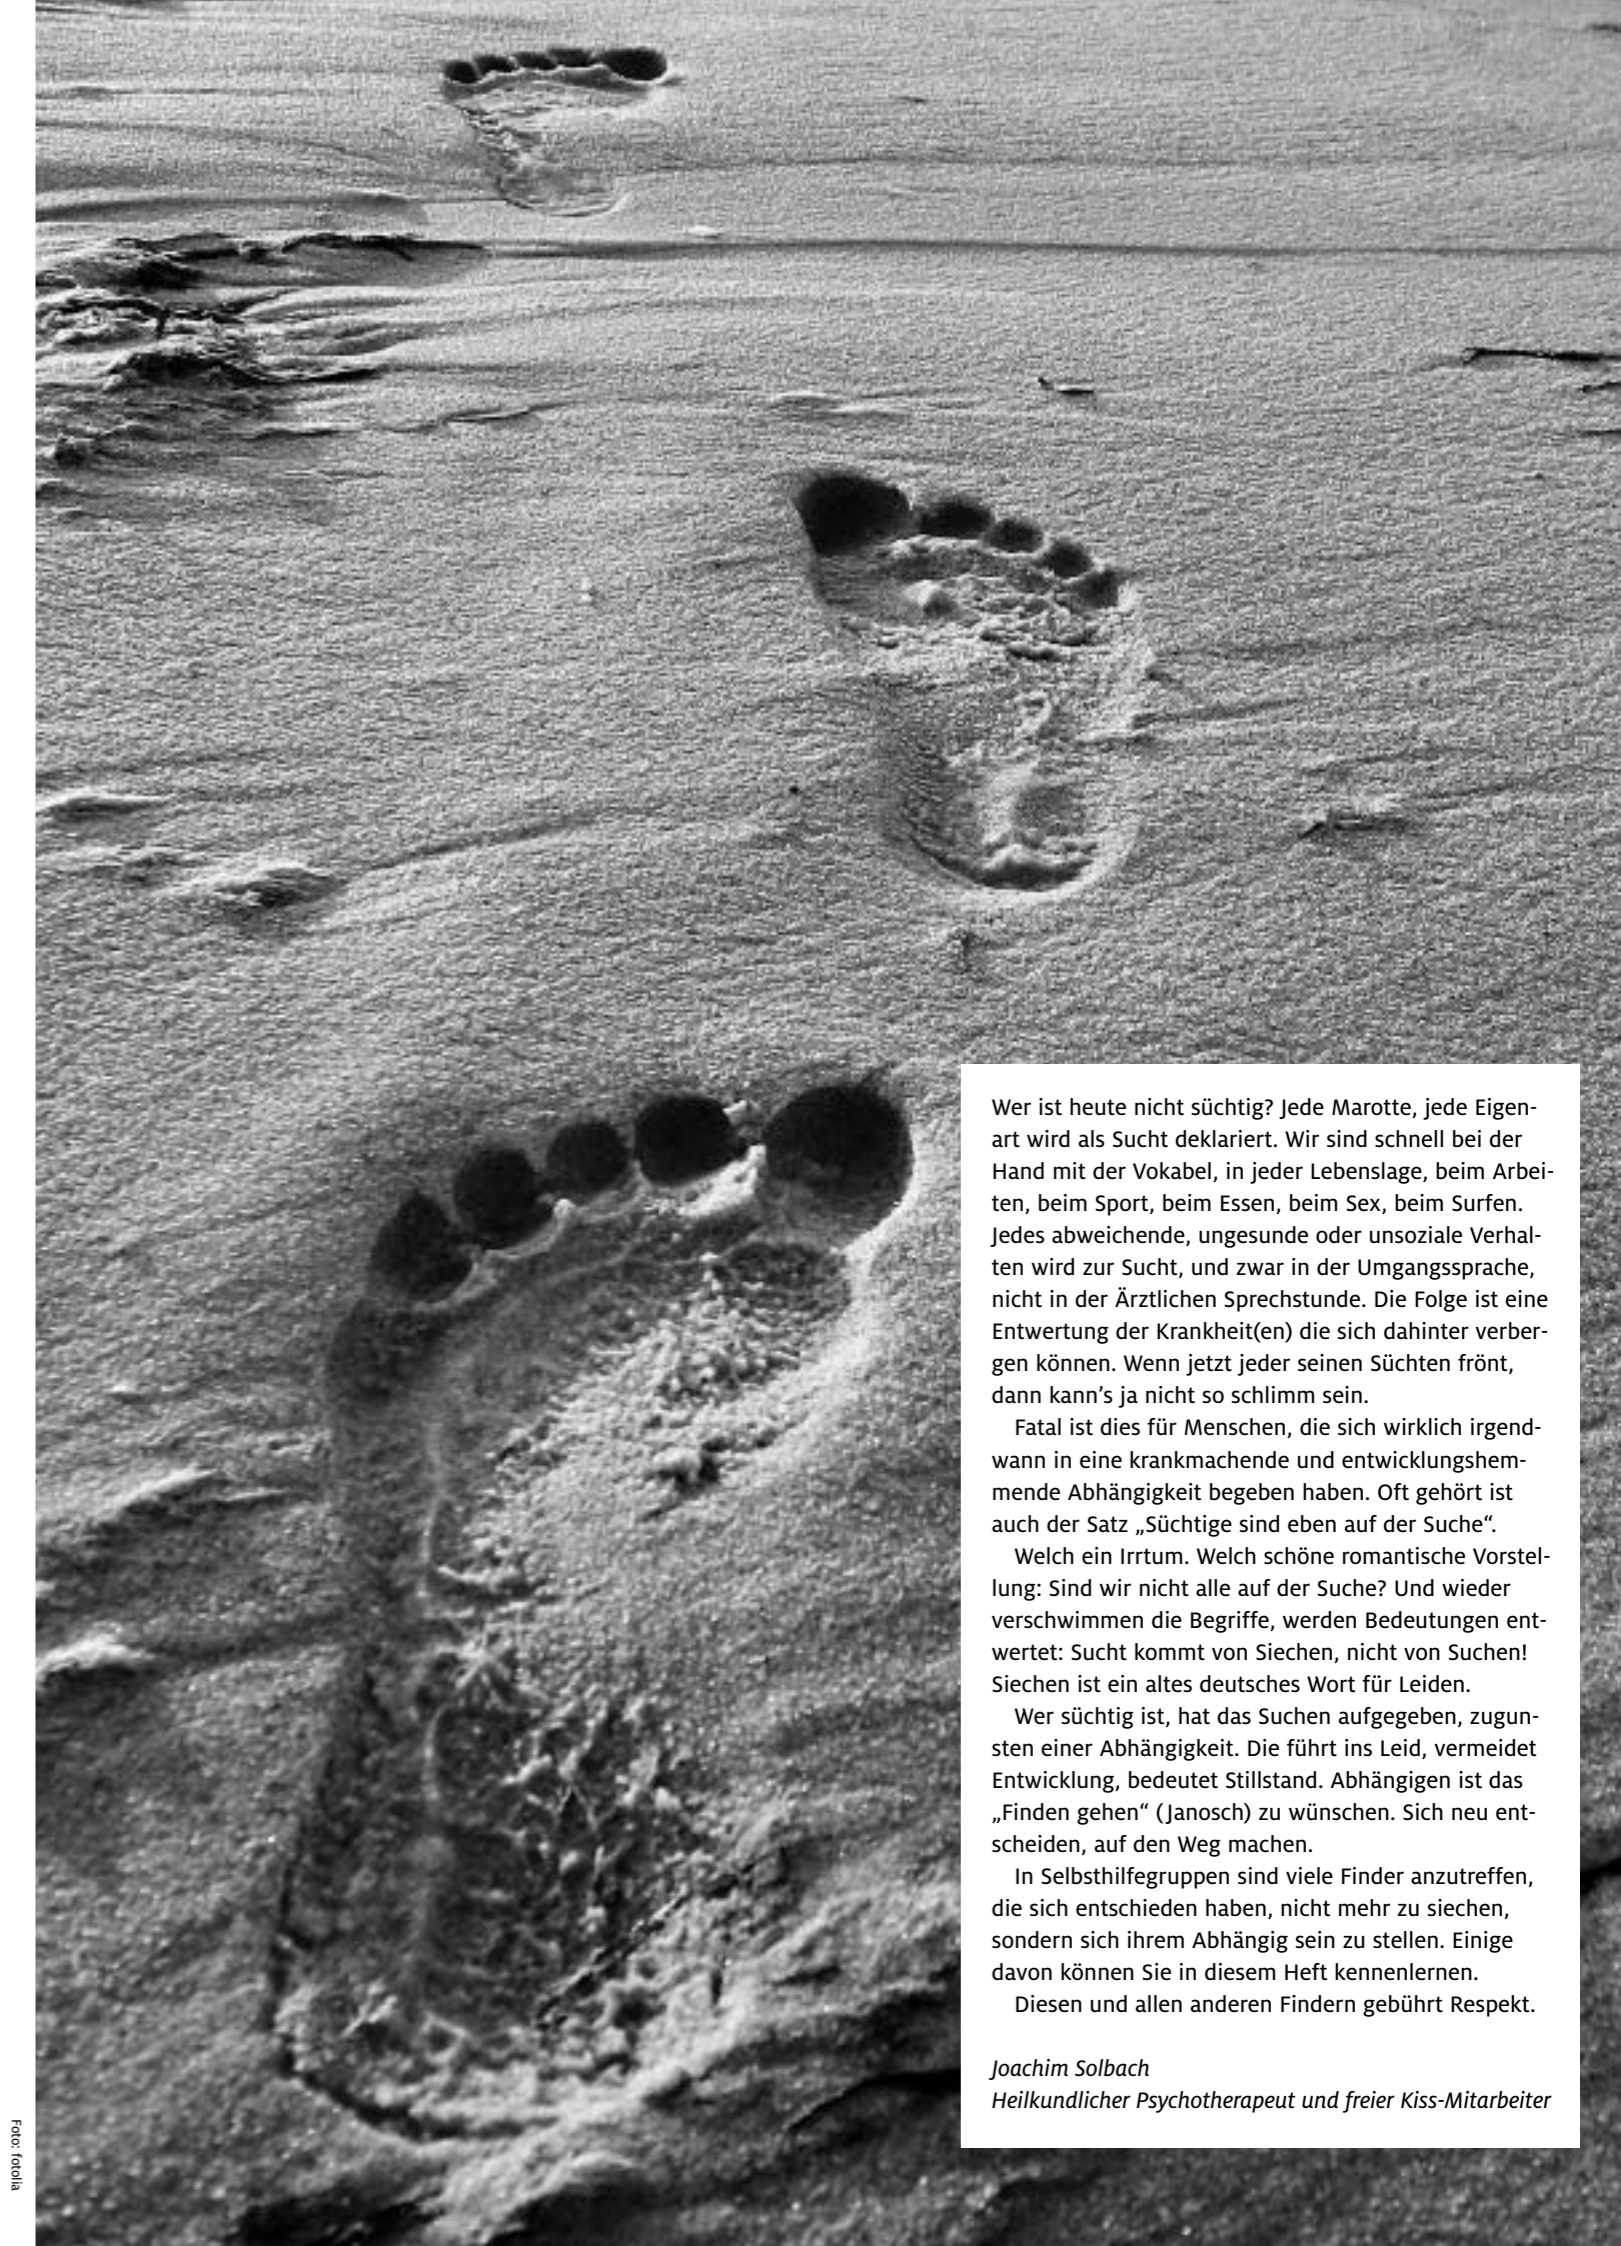 Wer ist heute nicht süchtig? Jede Marotte, jede Eigen-
art wird als Sucht deklariert. Wir sind schnell bei der
Hand mit der Vokabel, in jeder Lebenslage, beim Arbei-
ten, beim Sport, beim Essen, beim Sex, beim Surfen.
Jedes abweichende, ungesunde oder unsoziale Verhal-
ten wird zur Sucht, und zwar in der Umgangssprache,
nicht in der Ärztlichen Sprechstunde. Die Folge ist eine
Entwertung der Krankheit(en) die sich dahinter verber-
gen können. Wenn jetzt jeder seinen Süchten frönt,
dann kann’s ja nicht so schlimm sein.
Fatal ist dies für Menschen, die sich wirklich irgend-
wann in eine krankmachende und entwicklungshem-
mende Abhängigkeit begeben haben. Oft gehört ist
auch der Satz „Süchtige sind eben auf der Suche“.
Welch ein Irrtum. Welch schöne romantische Vorstel-
lung: Sind wir nicht alle auf der Suche? Und wieder
verschwimmen die Begriffe, werden Bedeutungen ent-
wertet: Sucht kommt von Siechen, nicht von Suchen!
Siechen ist ein altes deutsches Wort für Leiden.
Wer süchtig ist, hat das Suchen aufgegeben, zugun-
sten einer Abhängigkeit. Die führt ins Leid, vermeidet
Entwicklung, bedeutet Stillstand. Abhängigen ist das
„Finden gehen“ (Janosch) zu wünschen. Sich neu ent-
scheiden, auf den Weg machen.
In Selbsthilfegruppen sind viele Finder anzutreffen,
die sich entschieden haben, nicht mehr zu siechen,
sondern sich ihrem Abhängig sein zu stellen. Einige
davon können Sie in diesem Heft kennenlernen.
Diesen und allen anderen Findern gebührt Respekt.
Joachim Solbach
Heilkundlicher Psychotherapeut und freier Kiss-Mitarbeiter
Foto: fotolia